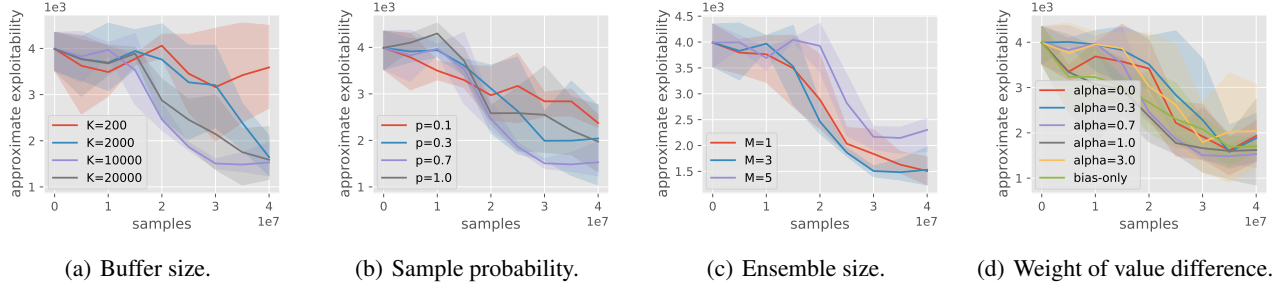 1e3
4
3
2
1
approximate exploitability
K=200
K=2000
K=10000
K=20000
0 1 2 3 4
samples
1e7
(a) Buffer size.
1e3
4
3
2
1
approximate exploitability
p=0.1
p=0.3
p=0.7
p=1.0
0 1 2 3 4
samples
1e7
(b) Sample probability.
1e3
4.5
4.0
3.5
3.0
2.5
2.0
1.5
approximate exploitability
M=1
M=3
M=5
0 1 2 3 4
samples
1e7
(c) Ensemble size.
1e3
4
3
2
1
approximate exploitability
alpha=0.0
alpha=0.3
alpha=0.7
alpha=1.0
alpha=3.0
bias-only
0 1 2 3 4
samples
1e7
(d) Weight of value difference.